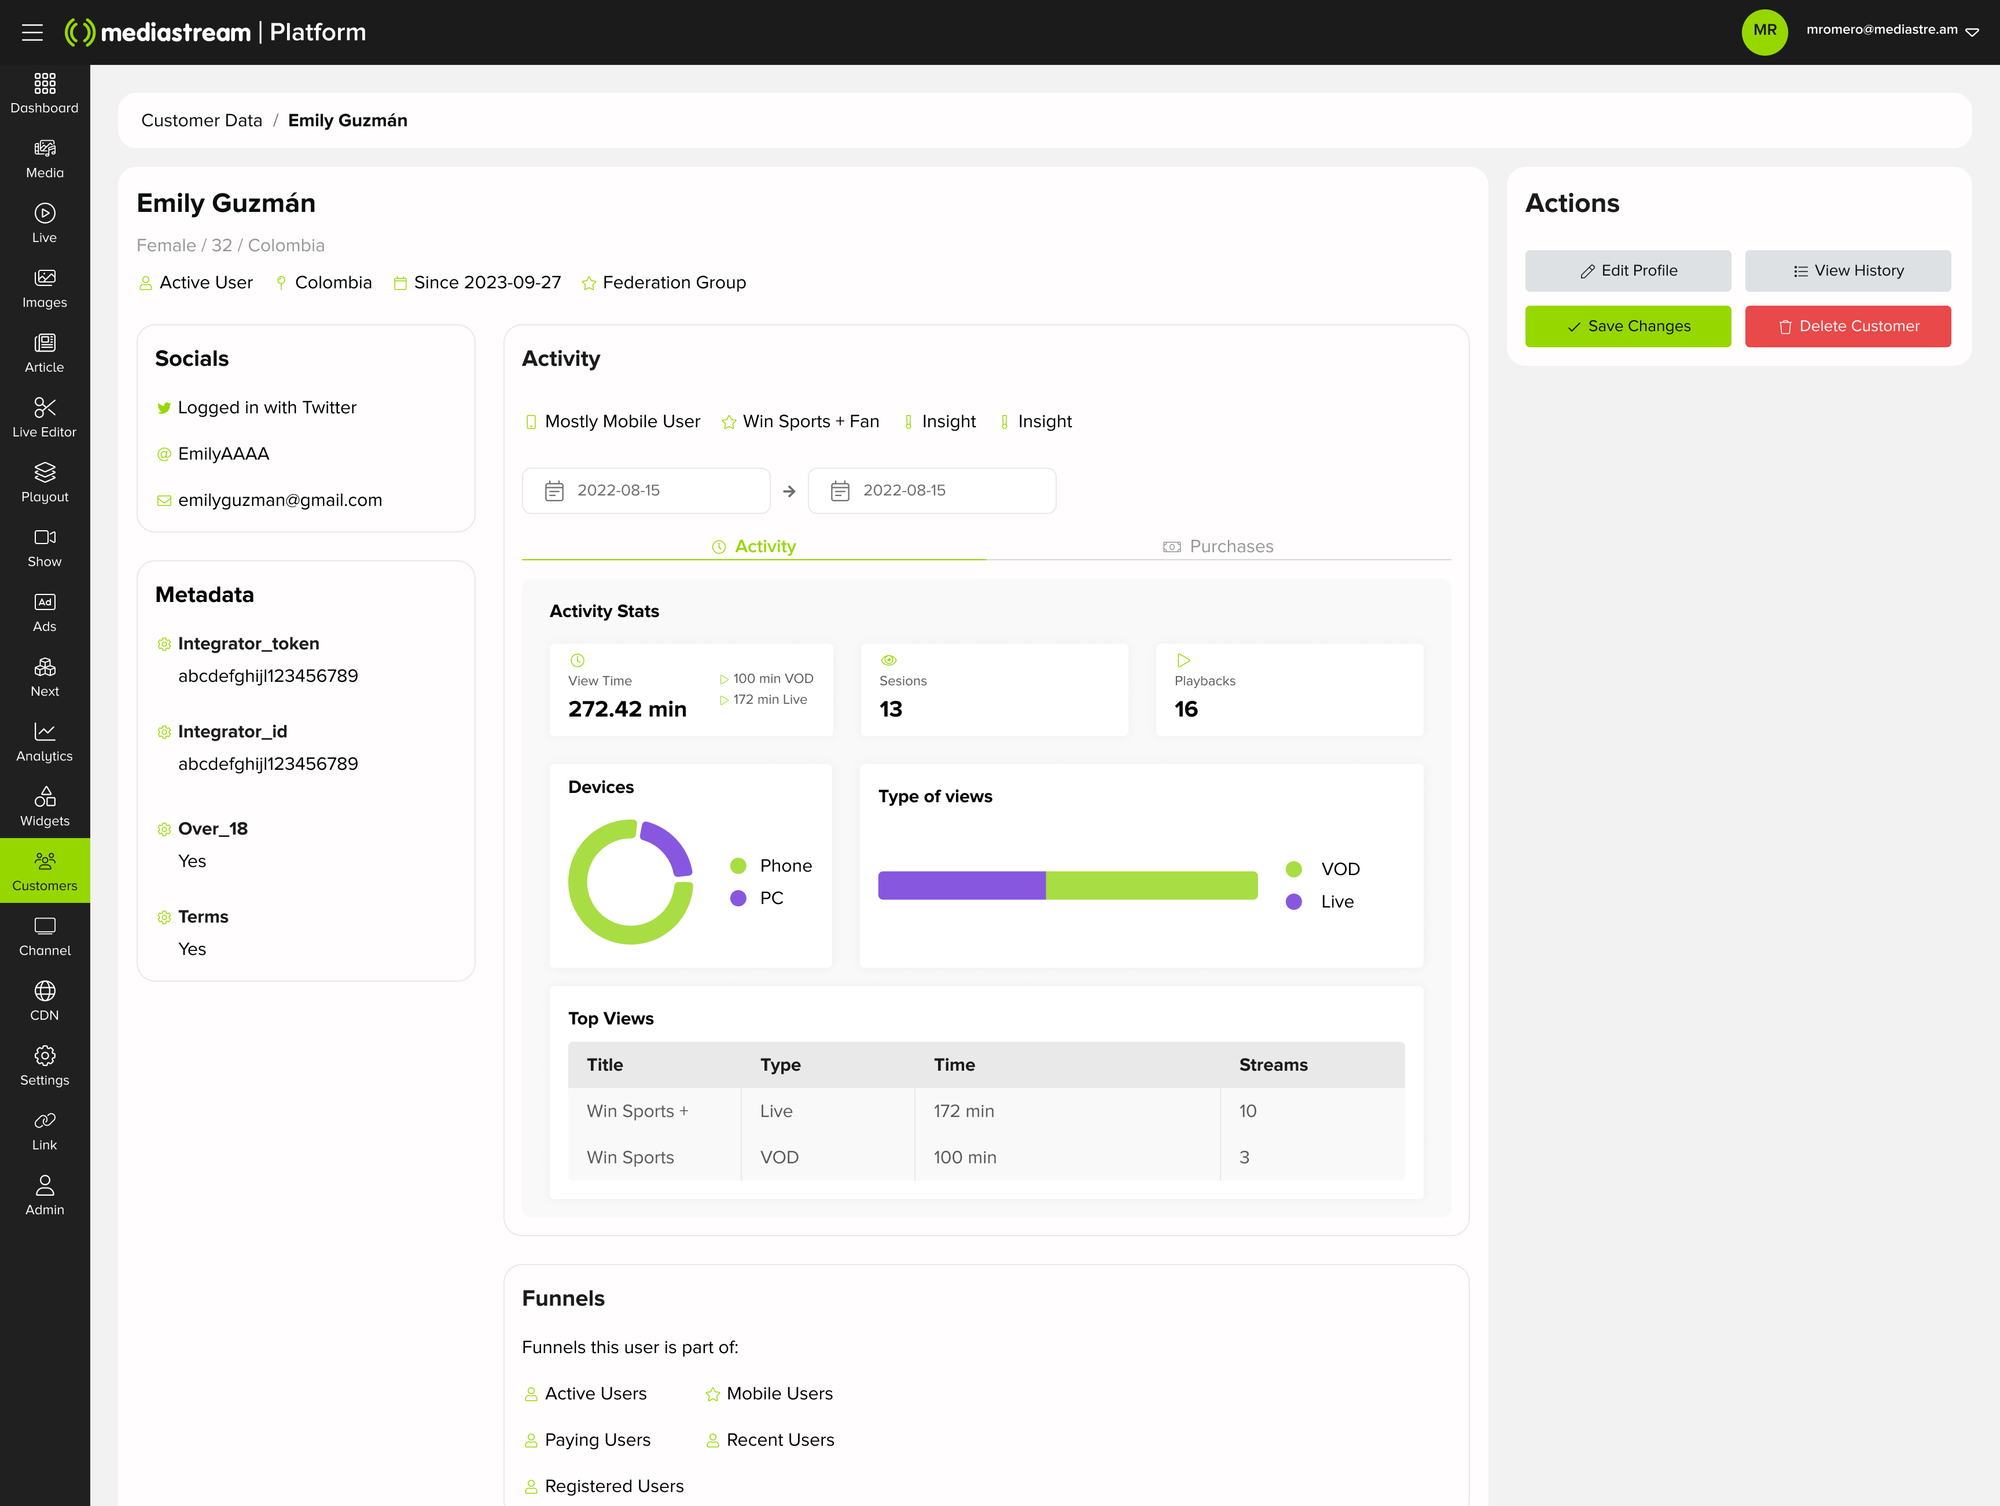 mediastream | Platform
MR
mromero@mediastre.am
Dashboard
Media
Live
Images
Article
Live Editor
Playout
Show
Ad
Ads
Next
Analytics
Widgets
Customers
Channel
CDN
Settings
Link
Admin
Customer Data / Emily Guzmán
Emily Guzmán
Female / 32 / Colombia
Active User Colombia Since 2023-09-27 Federation Group
Socials
Logged in with Twitter
@ EmilyAAAA
emilyguzman@gmail.com
Metadata
Integrator_token
abcdefghijl123456789
Integrator_id
abcdefghijl123456789
Over_18
Yes
Terms
Yes
Activity
Mostly Mobile User Win Sports + Fan Insight Insight
2022-08-15 → 2022-08-15
Activity Purchases
Activity Stats
View Time
272.42 min
100 min VOD
172 min Live
Sesions
13
Playbacks
16
Devices
Phone
PC
Type of views
VOD
Live
Top Views
Title Type Time Streams
Win Sports + Live 172 min 10
Win Sports VOD 100 min 3
Funnels
Funnels this user is part of:
Active Users Mobile Users
Paying Users Recent Users
Registered Users
Actions
Edit Profile View History
Save Changes Delete Customer